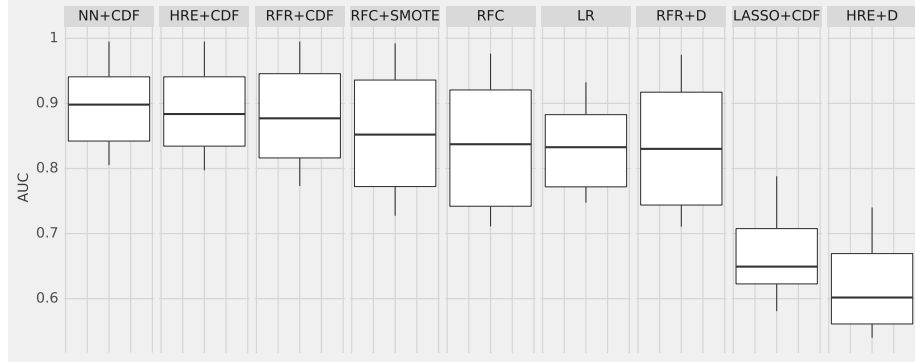 NN+CDF HRE+CDF RFR+CDF RFC+SMOTE RFC LR RFR+D LASSO+CDF HRE+D
1
0.9
0.8
0.7
0.6
AUC